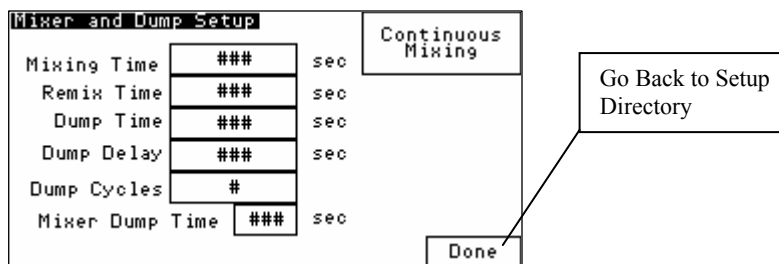 Mixer and Dump Setup
Continuous
Mixing
Mixing Time ### sec
Remix Time ### sec
Dump Time ### sec
Dump Delay ### sec
Dump Cycles #
Mixer Dump Time ### sec
Done
Go Back to Setup
Directory